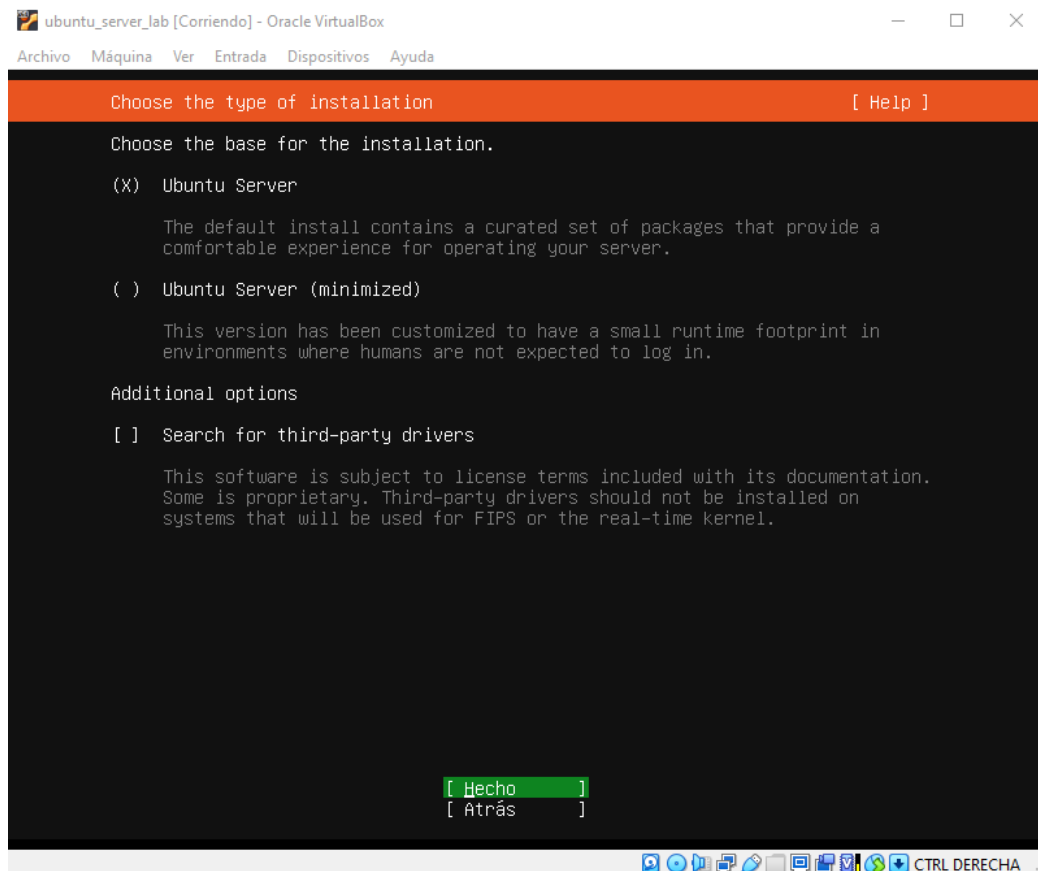 ubuntu_server_lab [Corriendo] - Oracle VirtualBox
Archivo Máquina Ver Entrada Dispositivos Ayuda
Choose the type of installation [ Help ]
Choose the base for the installation.
(X) Ubuntu Server
The default install contains a curated set of packages that provide a
comfortable experience for operating your server.
( ) Ubuntu Server (minimized)
This version has been customized to have a small runtime footprint in
environments where humans are not expected to log in.
Additional options
[ ] Search for third-party drivers
This software is subject to license terms included with its documentation.
Some is proprietary. Third-party drivers should not be installed on
systems that will be used for FIPS or the real-time kernel.
[ Hecho ]
[ Atrás ]
CTRL DERECHA